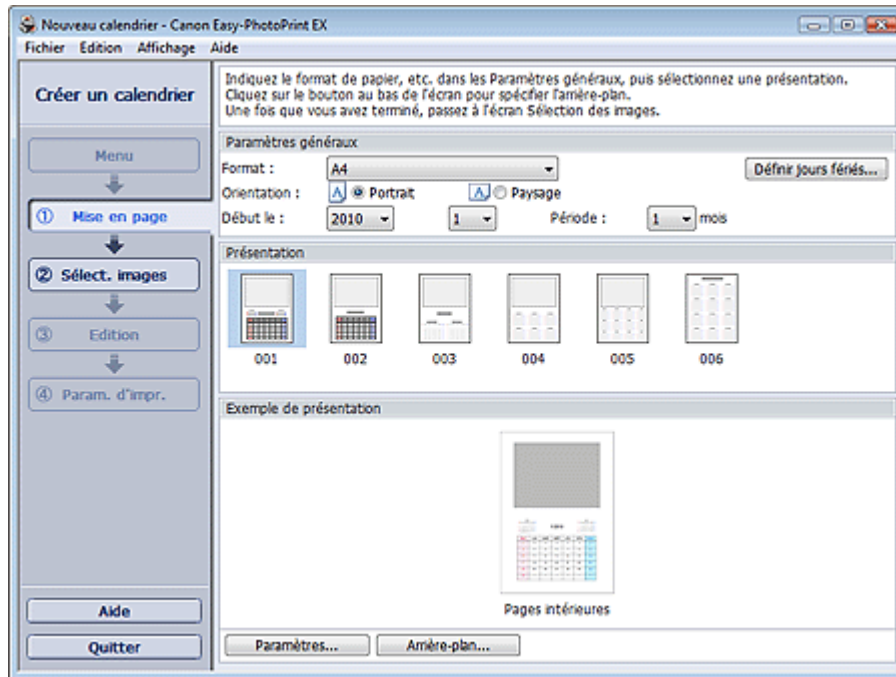 Nouveau calendrier - Canon Easy-PhotoPrint EX
Fichier Edition Affichage Aide
Créer un calendrier
Menu
① Mise en page
② Sélect. images
③ Edition
④ Param. d'impr.
Aide
Quitter
Indiquez le format de papier, etc. dans les Paramètres généraux, puis sélectionnez une présentation.
Cliquez sur le bouton au bas de l'écran pour spécifier l'arrière-plan.
Une fois que vous avez terminé, passez à l'écran Sélection des images.
Paramètres généraux
Format : A4 Définir jours fériés...
Orientation : A Portrait A Paysage
Début le : 2010 1 Période : 1 mois
Présentation
001 002 003 004 005 006
Exemple de présentation
Pages intérieures
Paramètres... Arrière-plan...